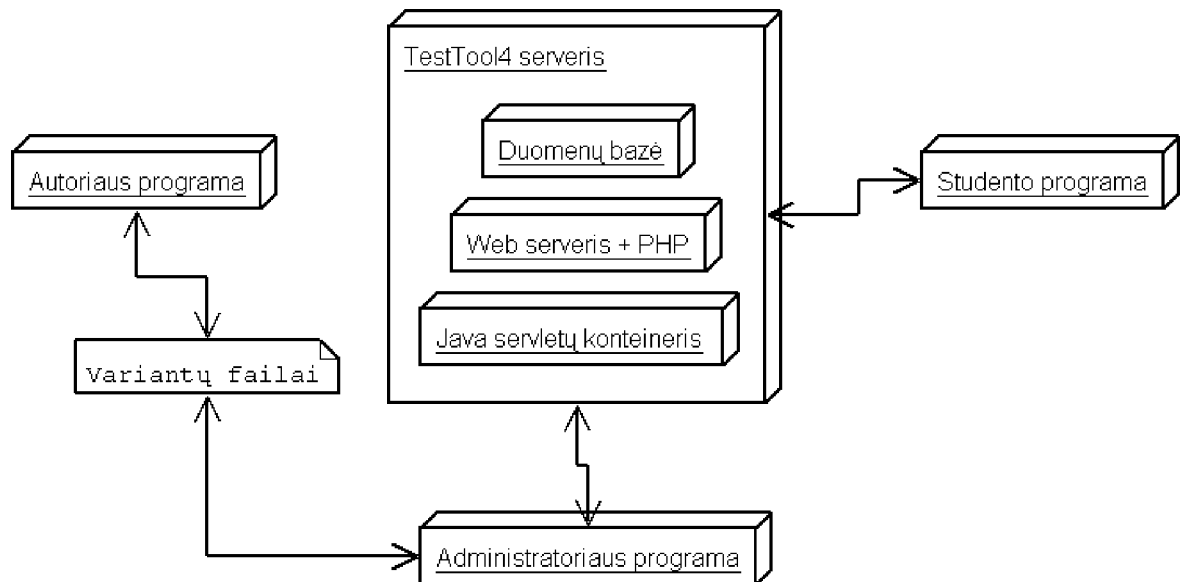 TestTool4 serveris
Duomenų bazė
Autoriaus programa
Studento programa
Web serveris + PHP
Java servletų konteineris
Variantų failai
Administratoriaus programa